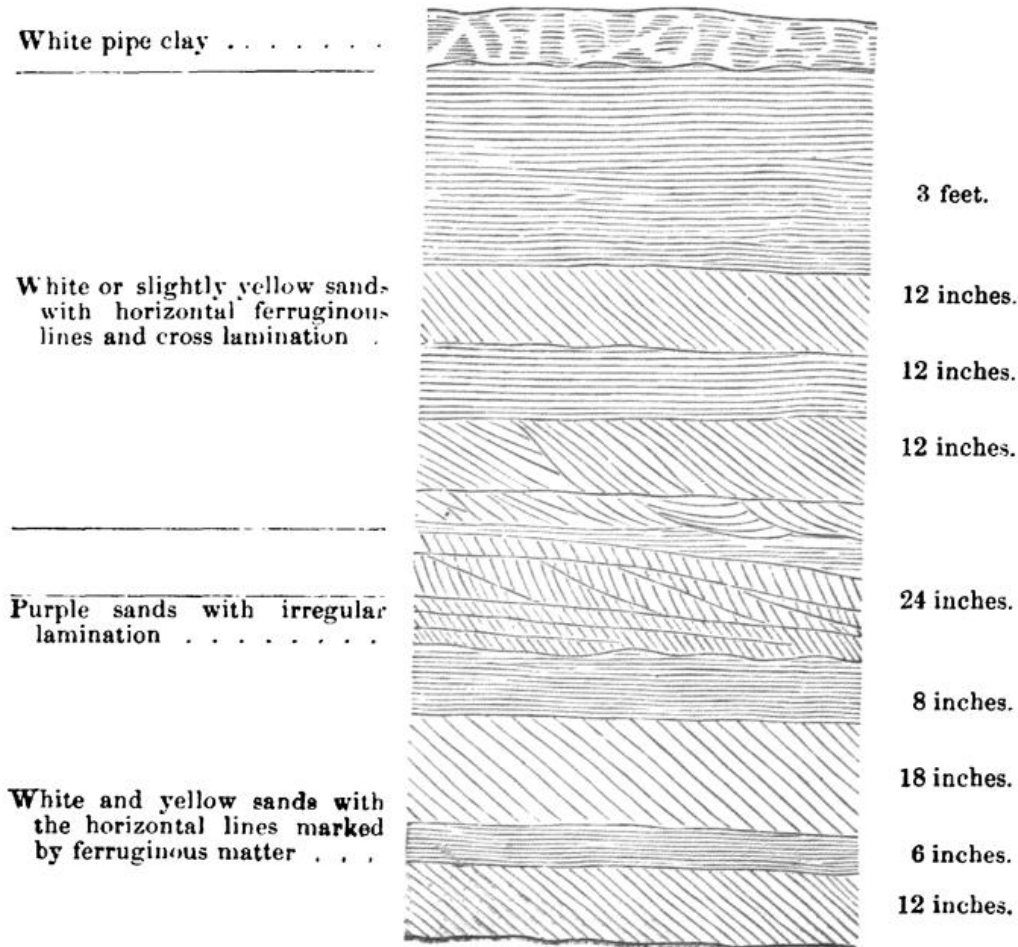 White pipe clay . . . . . . .
3 feet.
White or slightly yellow sands
with horizontal ferruginous
lines and cross lamination .
12 inches.
12 inches.
12 inches.
Purple sands with irregular
lamination . . . . . . . .
24 inches.
8 inches.
18 inches.
White and yellow sands with
the horizontal lines marked
by ferruginous matter . . .
6 inches.
12 inches.